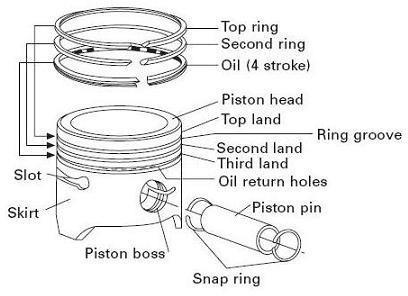 Top ring
Second ring
Oil (4 stroke)
Piston head
Top land
Ring groove
Second land
Third land
Slot
Oil return holes
Skirt
Piston pin
Piston boss
Snap ring